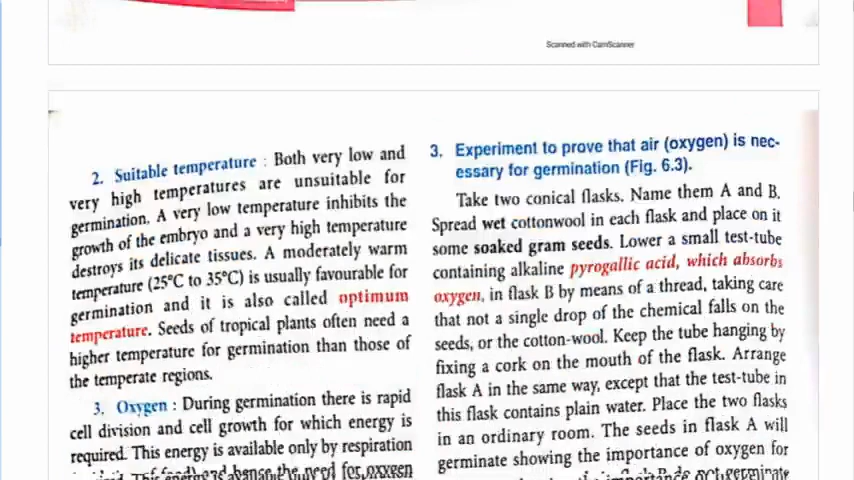 Scanned with CamScanner
2. Suitable temperature : Both very low and
very high temperatures are unsuitable for
germination. A very low temperature inhibits the
growth of the embryo and a very high temperature
destroys its delicate tissues. A moderately warm
temperature (25°C to 35°C) is usually favourable for
germination and it is also called optimum
temperature. Seeds of tropical plants often need a
higher temperature for germination than those of
the temperate regions.
3. Oxygen : During germination there is rapid
cell division and cell growth for which energy is
required. This energy is available only by respiration
hence the need for oxygen
3. Experiment to prove that air (oxygen) is nec-
essary for germination (Fig. 6.3).
Take two conical flasks. Name them A and B.
Spread wet cottonwool in each flask and place on it
some soaked gram seeds. Lower a small test-tube
containing alkaline pyrogallic acid, which absorbs
oxygen, in flask B by means of a thread, taking care
that not a single drop of the chemical falls on the
seeds, or the cotton-wool. Keep the tube hanging by
fixing a cork on the mouth of the flask. Arrange
flask A in the same way, except that the test-tube in
this flask contains plain water. Place the two flasks
in an ordinary room. The seeds in flask A will
germinate showing the importance of oxygen for